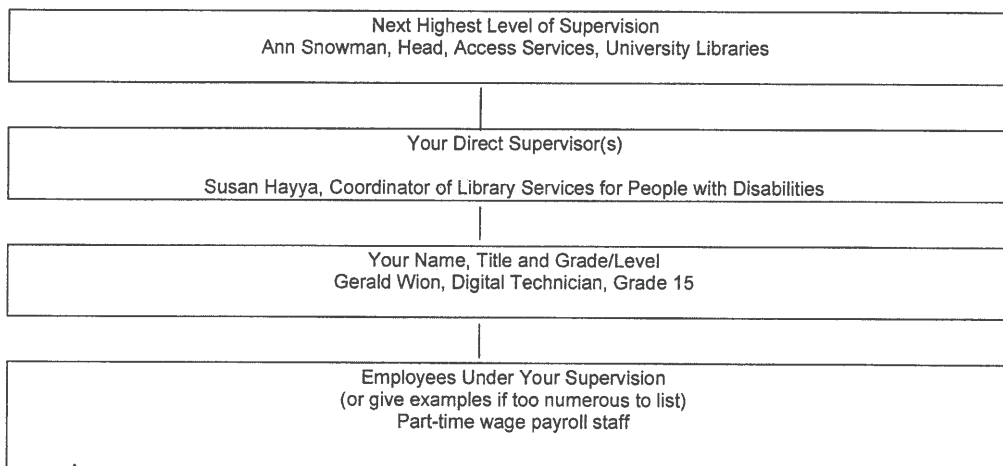 Next Highest Level of Supervision
Ann Snowman, Head, Access Services, University Libraries
Your Direct Supervisor(s)
Susan Hayya, Coordinator of Library Services for People with Disabilities
Your Name, Title and Grade/Level
Gerald Wion, Digital Technician, Grade 15
Employees Under Your Supervision
(or give examples if too numerous to list)
Part-time wage payroll staff